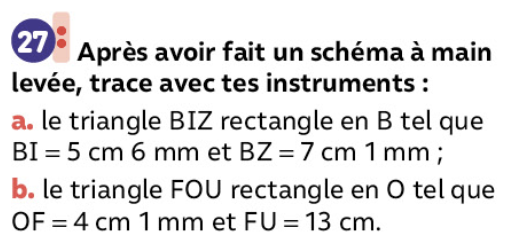 27 Après avoir fait un schéma à main
levée, trace avec tes instruments :
a. le triangle BIZ rectangle en B tel que
BI = 5 cm 6 mm et BZ = 7 cm 1 mm ;
b. le triangle FOU rectangle en O tel que
OF = 4 cm 1 mm et FU = 13 cm.